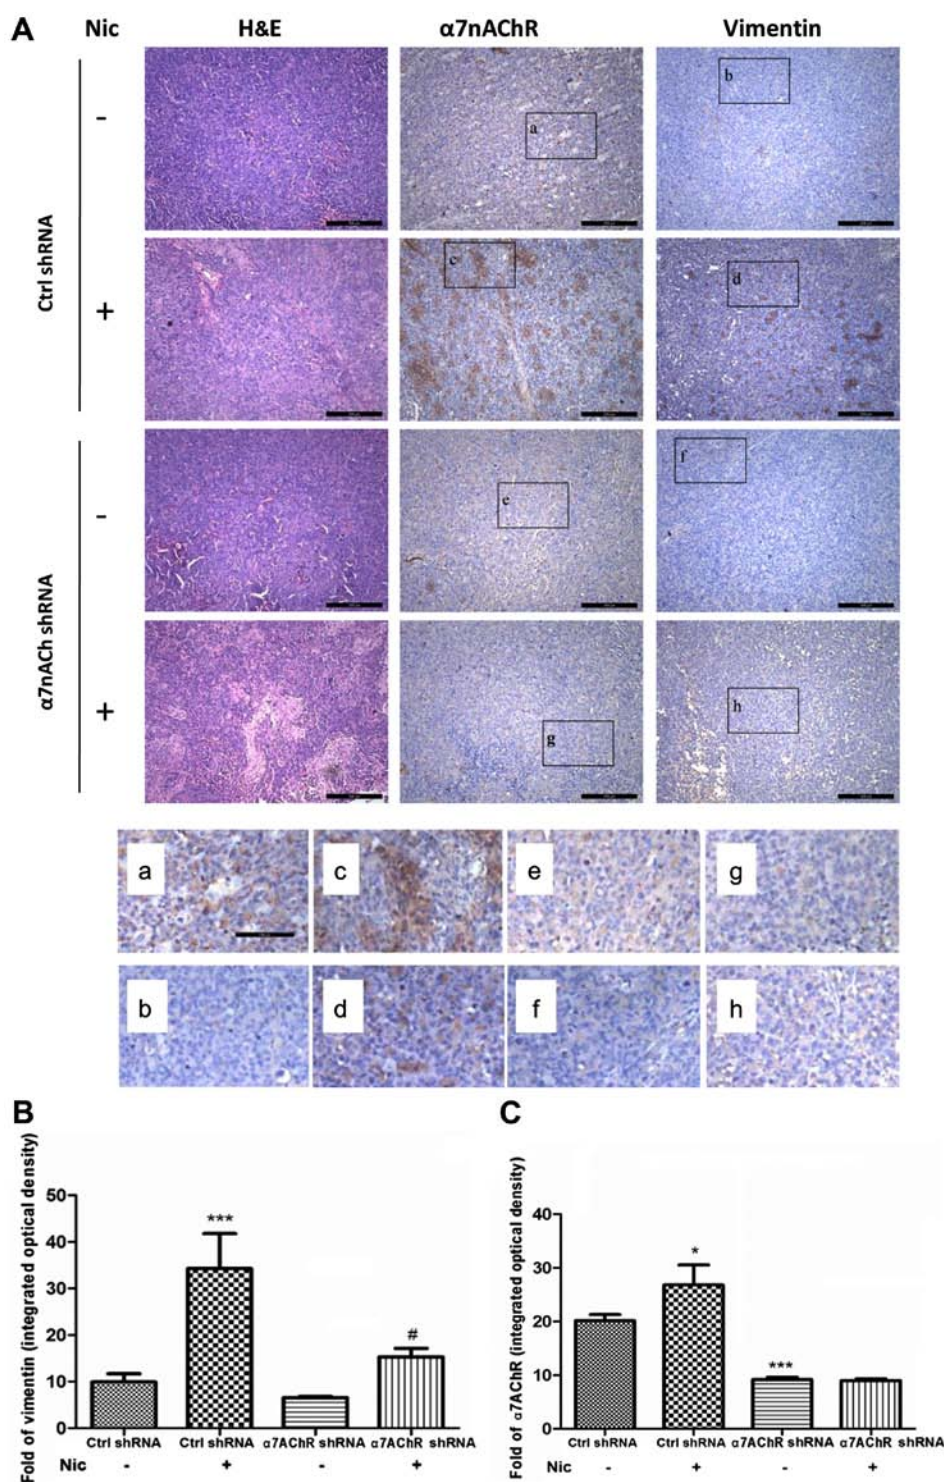 A Nic H&E α7nAChR Vimentin
Ctrl shRNA
-
a
b
+
c
d
α7nACh shRNA
-
e
f
+
g
h
a c e g
b d f h
B
Fold of vimentin (integrated optical density)
50
40
30
20
10
0
***
#
Ctrl shRNA Ctrl shRNA α7AChR shRNA α7AChR shRNA
Nic - + - +
C
Fold of α7AChR (integrated optical density)
40
30
20
10
0
*
***
Ctrl shRNA Ctrl shRNA α7AChR shRNA α7AChR shRNA
Nic - + - +